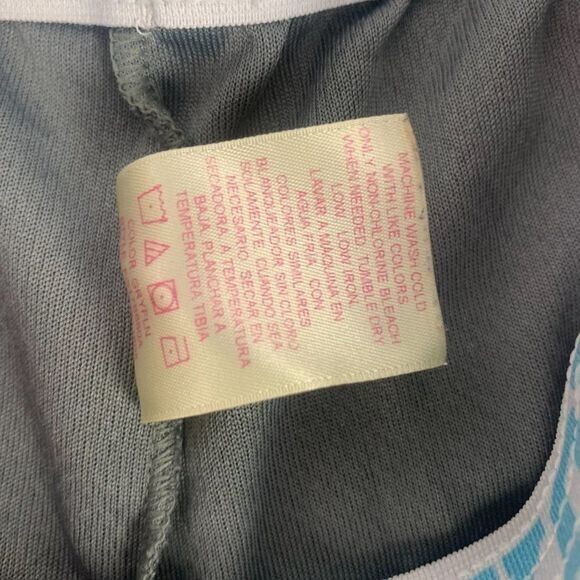 MACHINE WASH COLD
WITH LIKE COLORS.
ONLY NON-CHLORINE BLEACH
WHEN NEEDED. TUMBLE DRY
LOW, LOW IRON.
LAVAR A MAQUINA EN
AGUA FRIA, CON
COLORES SIMILARES.
BLANQUEADOR SIN CLORO
SOLAMENTE, CUANDO SEA
NECESARIO. SECAR EN
SECADORA, A TEMPERATURA
BAJA, PLANCHAR A
TEMPERATURA TIBIA
COLOR: GRYFLN